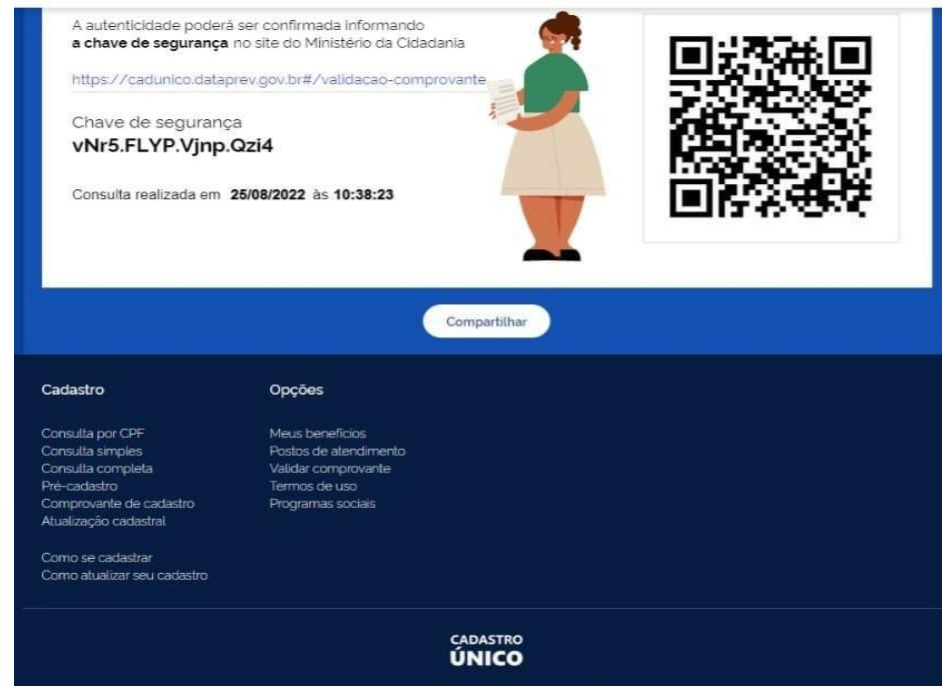 A autenticidade poderá ser confirmada informando
a chave de segurança no site do Ministério da Cidadania
https://cadunico.dataprev.gov.br#/validacao-comprovante
Chave de segurança
vNr5.FLYP.Vjnp.Qzi4
Consulta realizada em 25/08/2022 às 10:38:23
Compartilhar
Cadastro
Consulta por CPF
Consulta simples
Consulta completa
Pré-cadastro
Comprovante de cadastro
Atualização cadastral
Como se cadastrar
Como atualizar seu cadastro
Opções
Meus benefícios
Postos de atendimento
Validar comprovante
Termos de uso
Programas sociais
CADASTRO
ÚNICO